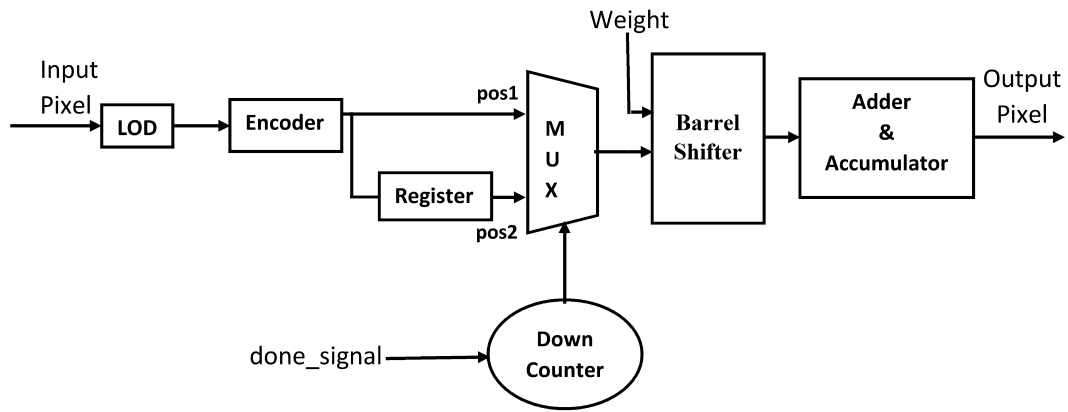 Weight
Input
Pixel
LOD
Encoder
pos1
Register
pos2
M
U
X
Barrel
Shifter
Adder
&
Accumulator
Output
Pixel
done_signal
Down
Counter